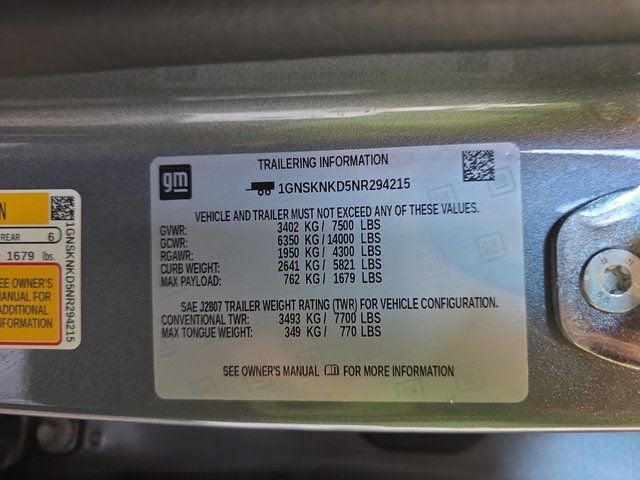 gm
TRAILERING INFORMATION
1GNSKNKD5NR294215
VEHICLE AND TRAILER MUST NOT EXCEED ANY OF THESE VALUES.
GVWR: 3402 KG / 7500 LBS
GCWR: 6350 KG / 14000 LBS
RGAWR: 1950 KG / 4300 LBS
CURB WEIGHT: 2641 KG / 5821 LBS
MAX PAYLOAD: 762 KG / 1679 LBS
SAE J2807 TRAILER WEIGHT RATING (TWR) FOR VEHICLE CONFIGURATION.
CONVENTIONAL TWR: 3493 KG / 7700 LBS
MAX TONGUE WEIGHT: 349 KG / 770 LBS
SEE OWNER'S MANUAL FOR MORE INFORMATION
N
REAR 6
1679 lbs.
EE OWNER'S
MANUAL FOR
ADDITIONAL
NFORMATION
1GNSKNKD5NR294215